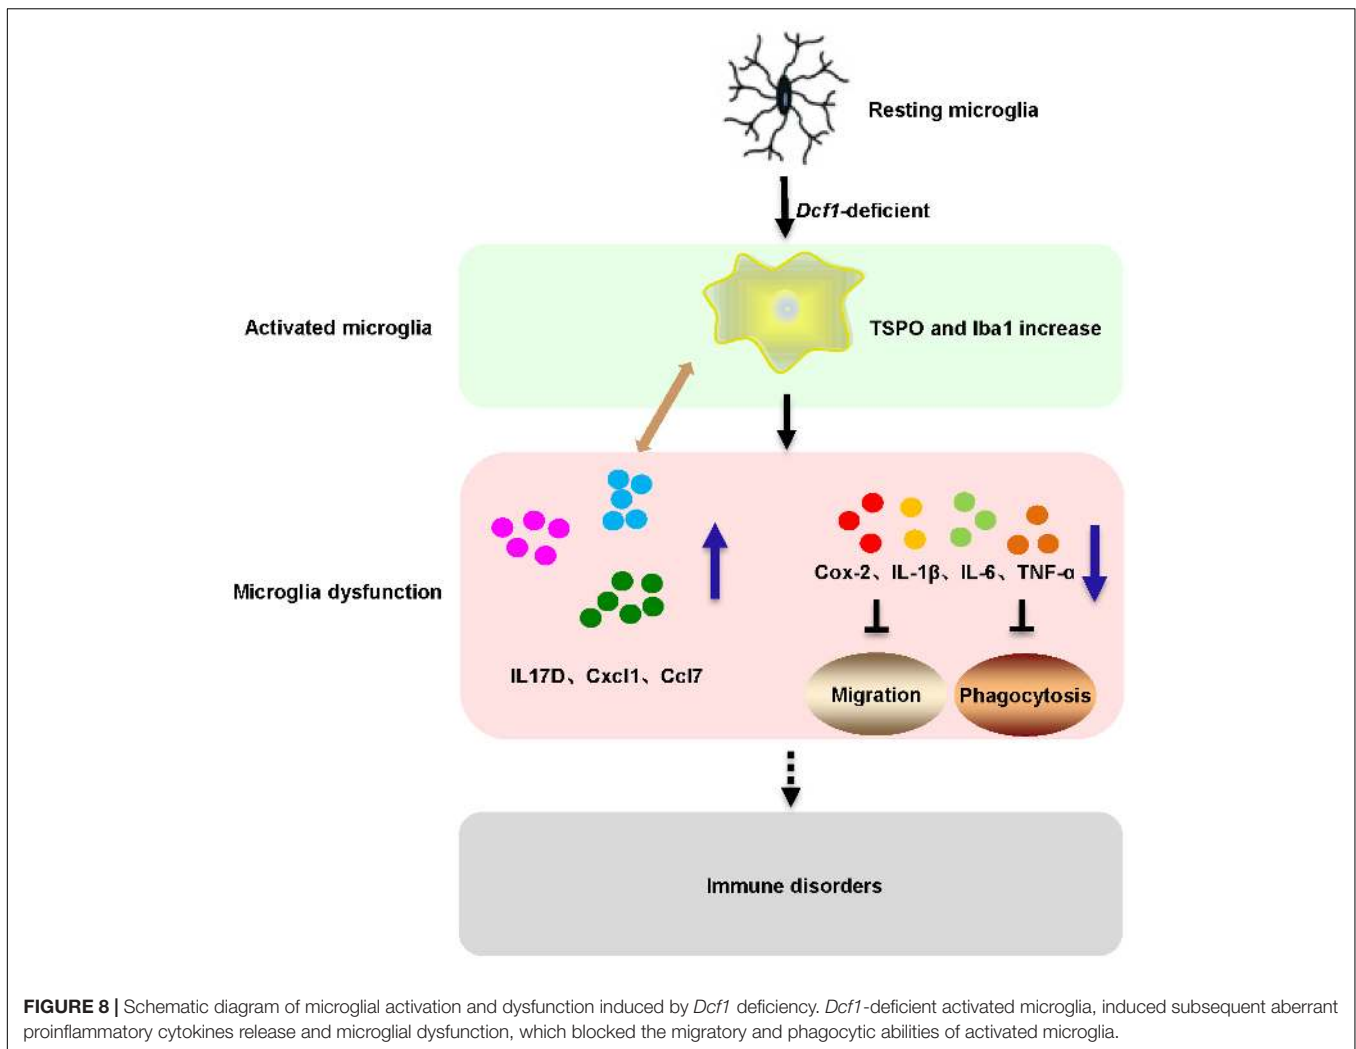 Resting microglia
Dcf1-deficient
Activated microglia
TSPO and Iba1 increase
Microglia dysfunction
Cox-2、IL-1β、IL-6、TNF-α
IL17D、Cxcl1、Ccl7
Migration
Phagocytosis
Immune disorders
FIGURE 8 | Schematic diagram of microglial activation and dysfunction induced by Dcf1 deficiency. Dcf1-deficient activated microglia, induced subsequent aberrant
proinflammatory cytokines release and microglial dysfunction, which blocked the migratory and phagocytic abilities of activated microglia.